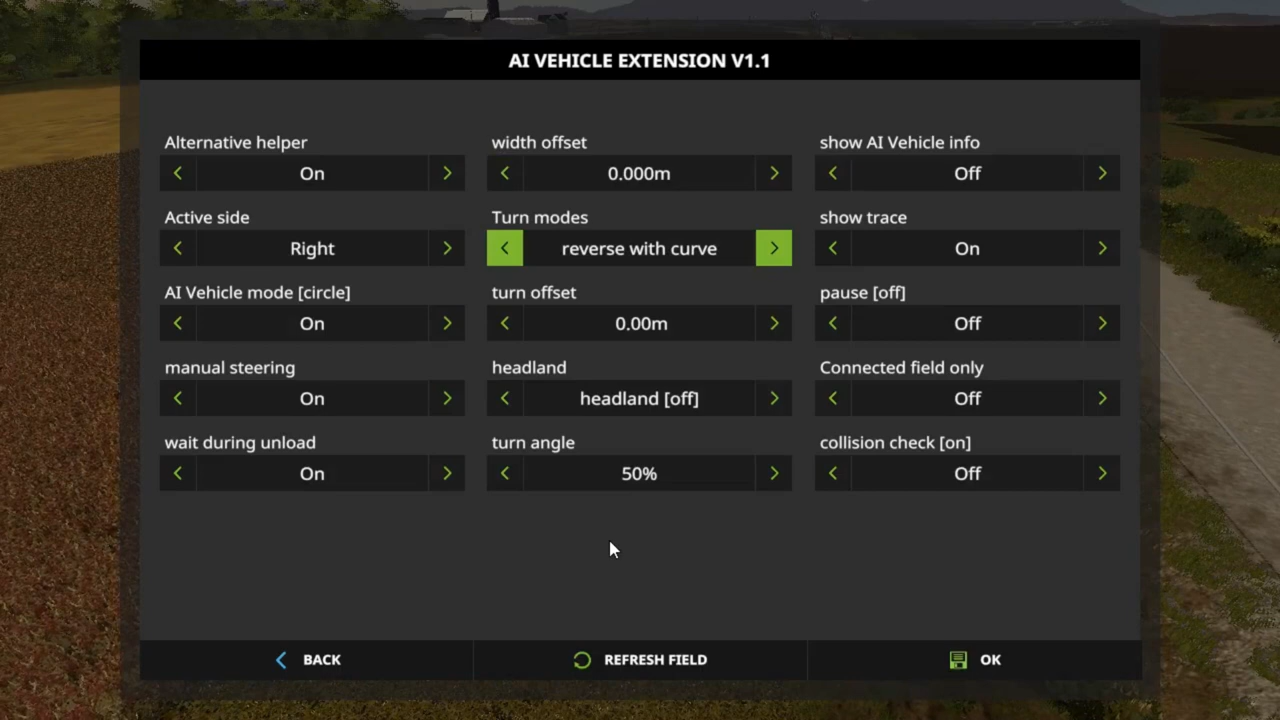 AI VEHICLE EXTENSION V1.1
Alternative helper
On
Active side
Right
AI Vehicle mode [circle]
On
manual steering
On
wait during unload
On
width offset
0.000m
Turn modes
reverse with curve
turn offset
0.00m
headland
headland [off]
turn angle
50%
show AI Vehicle info
Off
show trace
On
pause [off]
Off
Connected field only
Off
collision check [on]
Off
BACK
REFRESH FIELD
OK